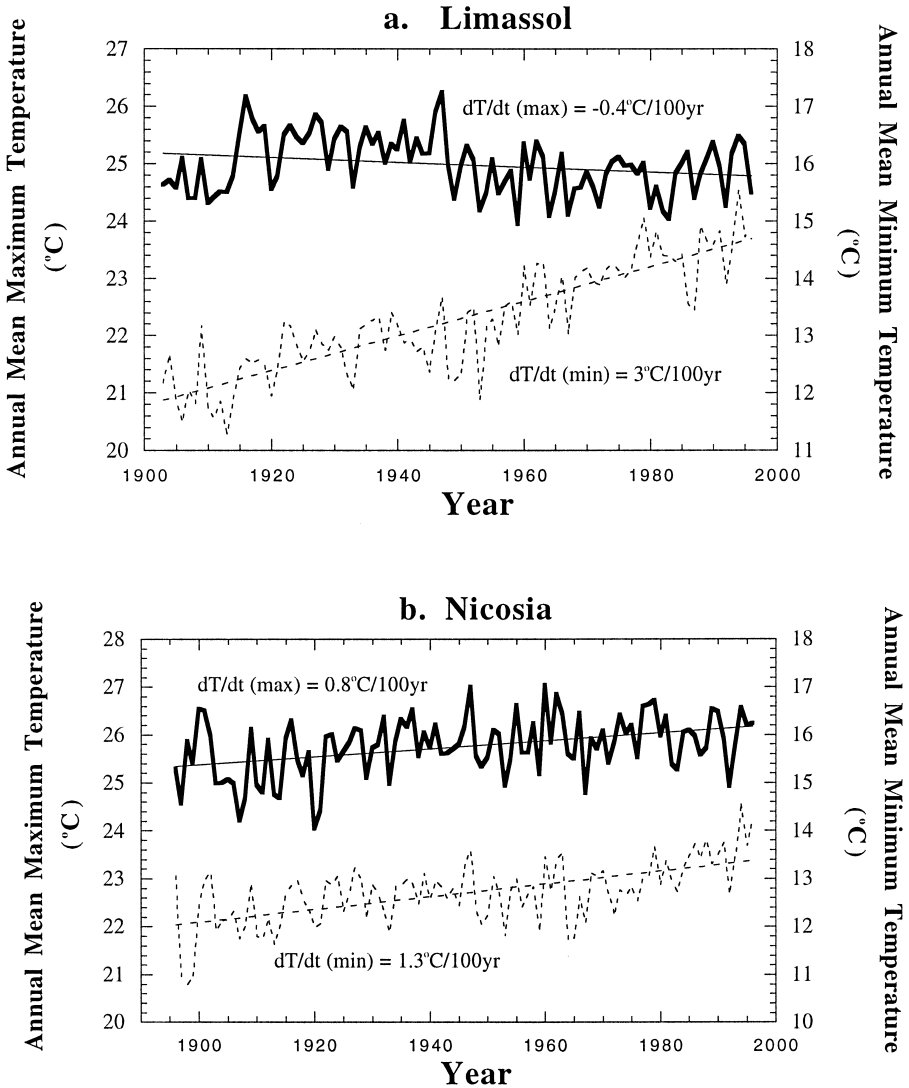 a. Limassol
Annual Mean Maximum Temperature
(°C)
27
26
25
24
23
22
21
20
18
17
16
15
14
13
12
11
Annual Mean Minimum Temperature
(°C)
dT/dt (max) = -0.4°C/100yr
dT/dt (min) = 3°C/100yr
1900 1920 1940 1960 1980 2000
Year
b. Nicosia
Annual Mean Maximum Temperature
(°C)
28
27
26
25
24
23
22
21
20
18
17
16
15
14
13
12
11
10
Annual Mean Minimum Temperature
(°C)
dT/dt (max) = 0.8°C/100yr
dT/dt (min) = 1.3°C/100yr
1900 1920 1940 1960 1980 2000
Year